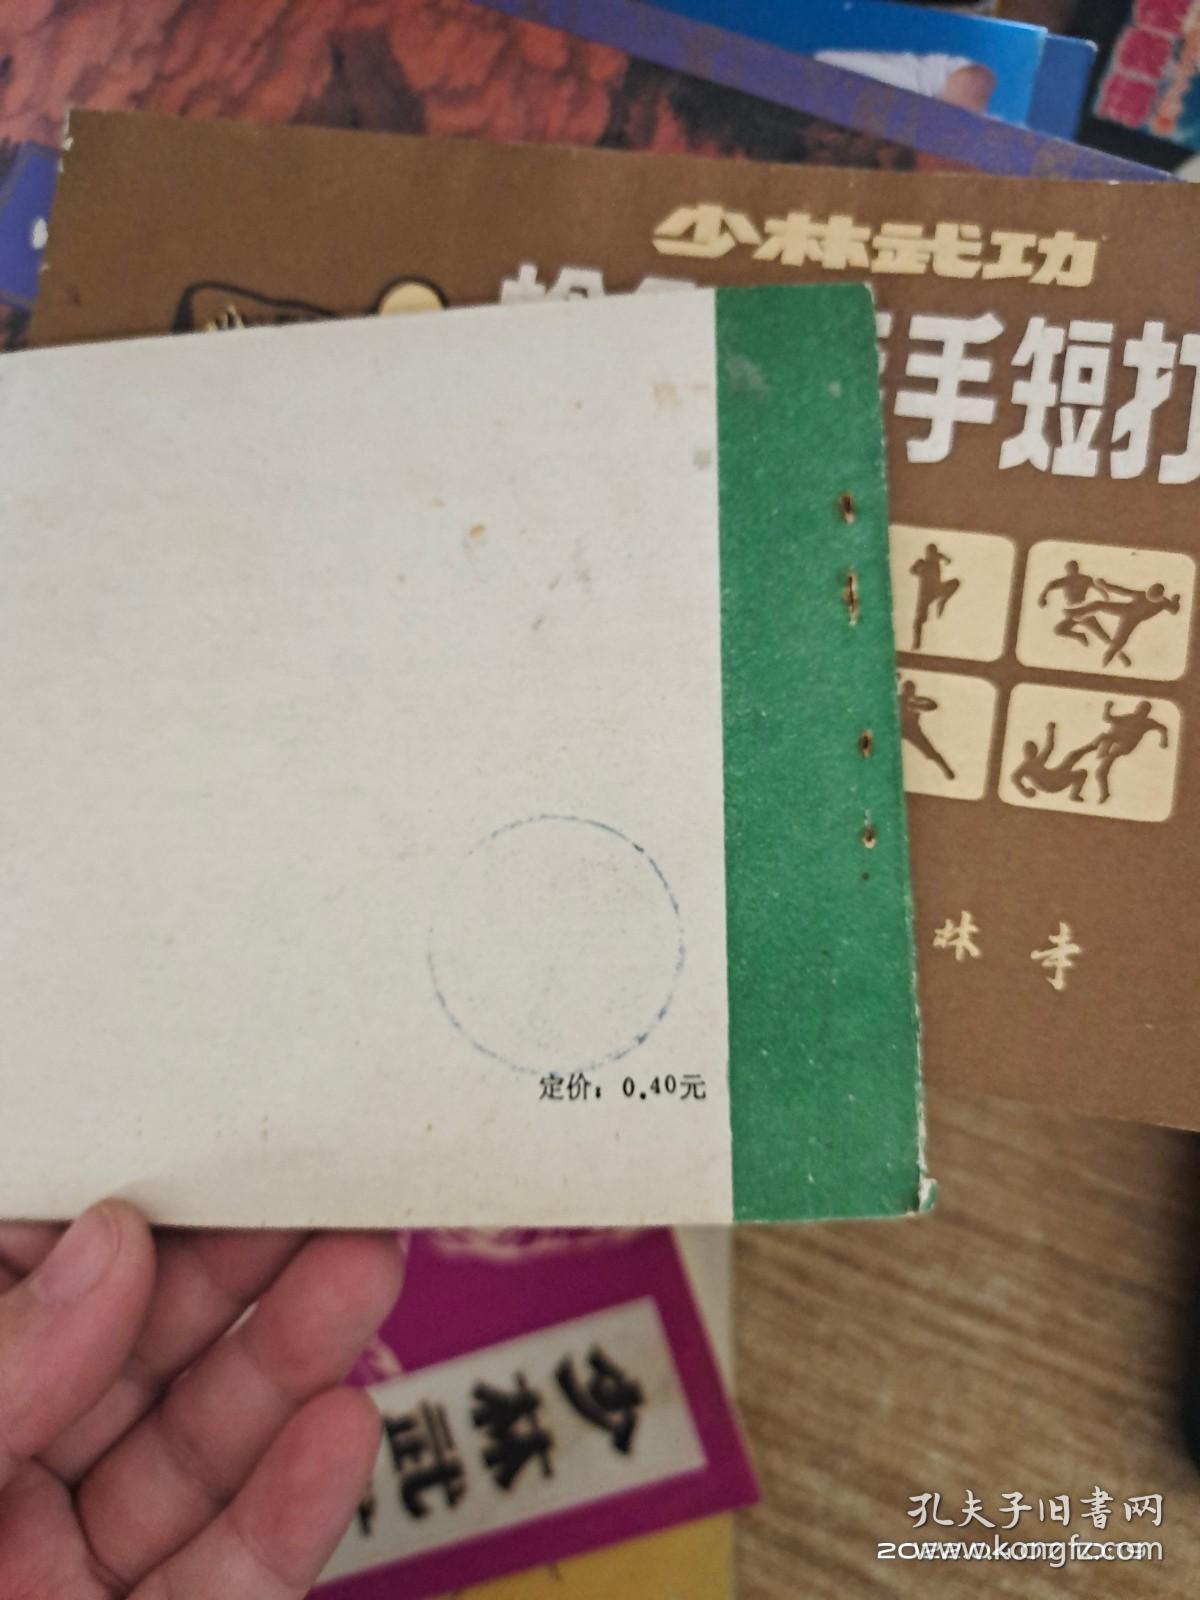 少林武功
手短打
林寺
定价：0.40元
少林武
孔夫子旧书网
www.kongfz.com